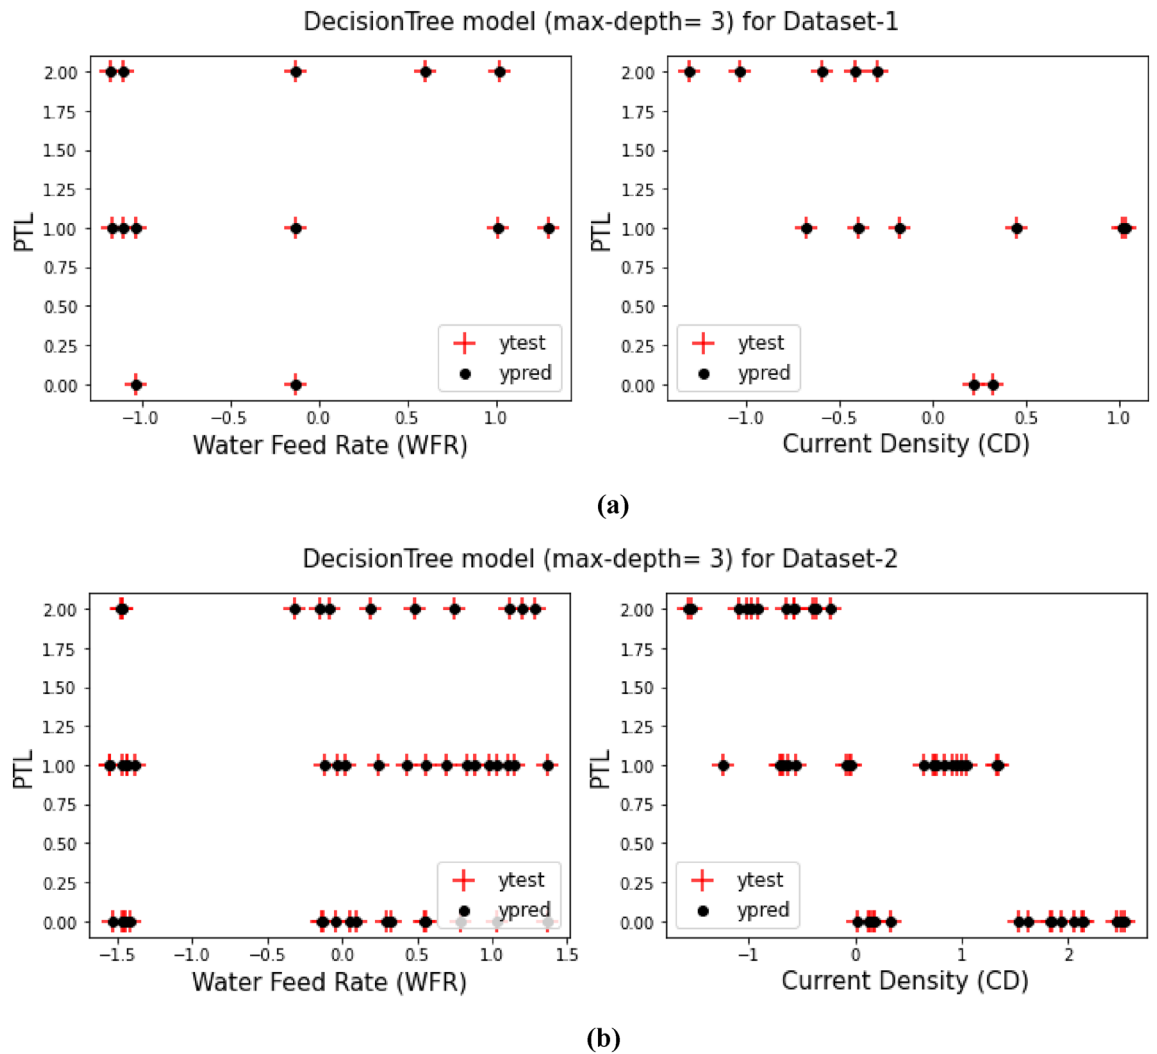 DecisionTree model (max-depth= 3) for Dataset-1
2.00
1.75
1.50
1.25
1.00
0.75
0.50
0.25
0.00
PTL
ytest
ypred
−1.0 −0.5 0.0 0.5 1.0
Water Feed Rate (WFR)
2.00
1.75
1.50
1.25
1.00
0.75
0.50
0.25
0.00
PTL
ytest
ypred
−1.0 −0.5 0.0 0.5 1.0
Current Density (CD)
(a)
DecisionTree model (max-depth= 3) for Dataset-2
2.00
1.75
1.50
1.25
1.00
0.75
0.50
0.25
0.00
PTL
ytest
ypred
−1.5 −1.0 −0.5 0.0 0.5 1.0 1.5
Water Feed Rate (WFR)
2.00
1.75
1.50
1.25
1.00
0.75
0.50
0.25
0.00
PTL
ytest
ypred
−1 0 1 2
Current Density (CD)
(b)